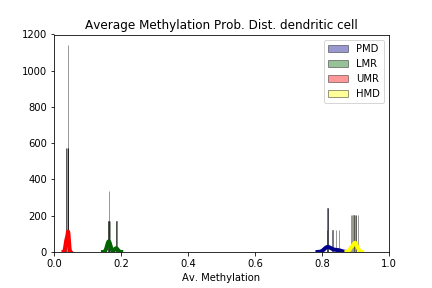 Average Methylation Prob. Dist. dendritic cell
1200
1000
800
600
400
200
0
PMD
LMR
UMR
HMD
0.0 0.2 0.4 0.6 0.8 1.0
Av. Methylation